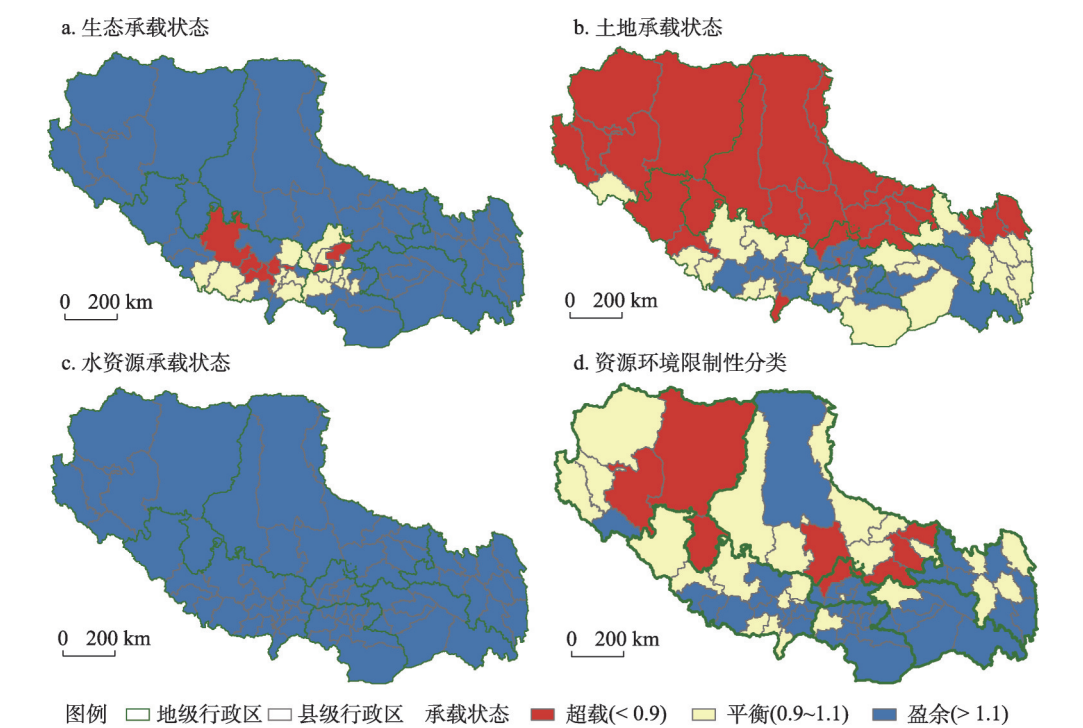 a. 生态承载状态
b. 土地承载状态
0 200 km
0 200 km
c. 水资源承载状态
d. 资源环境限制性分类
0 200 km
0 200 km
图例 地级行政区 县级行政区 承载状态 超载(< 0.9) 平衡(0.9~1.1) 盈余(> 1.1)